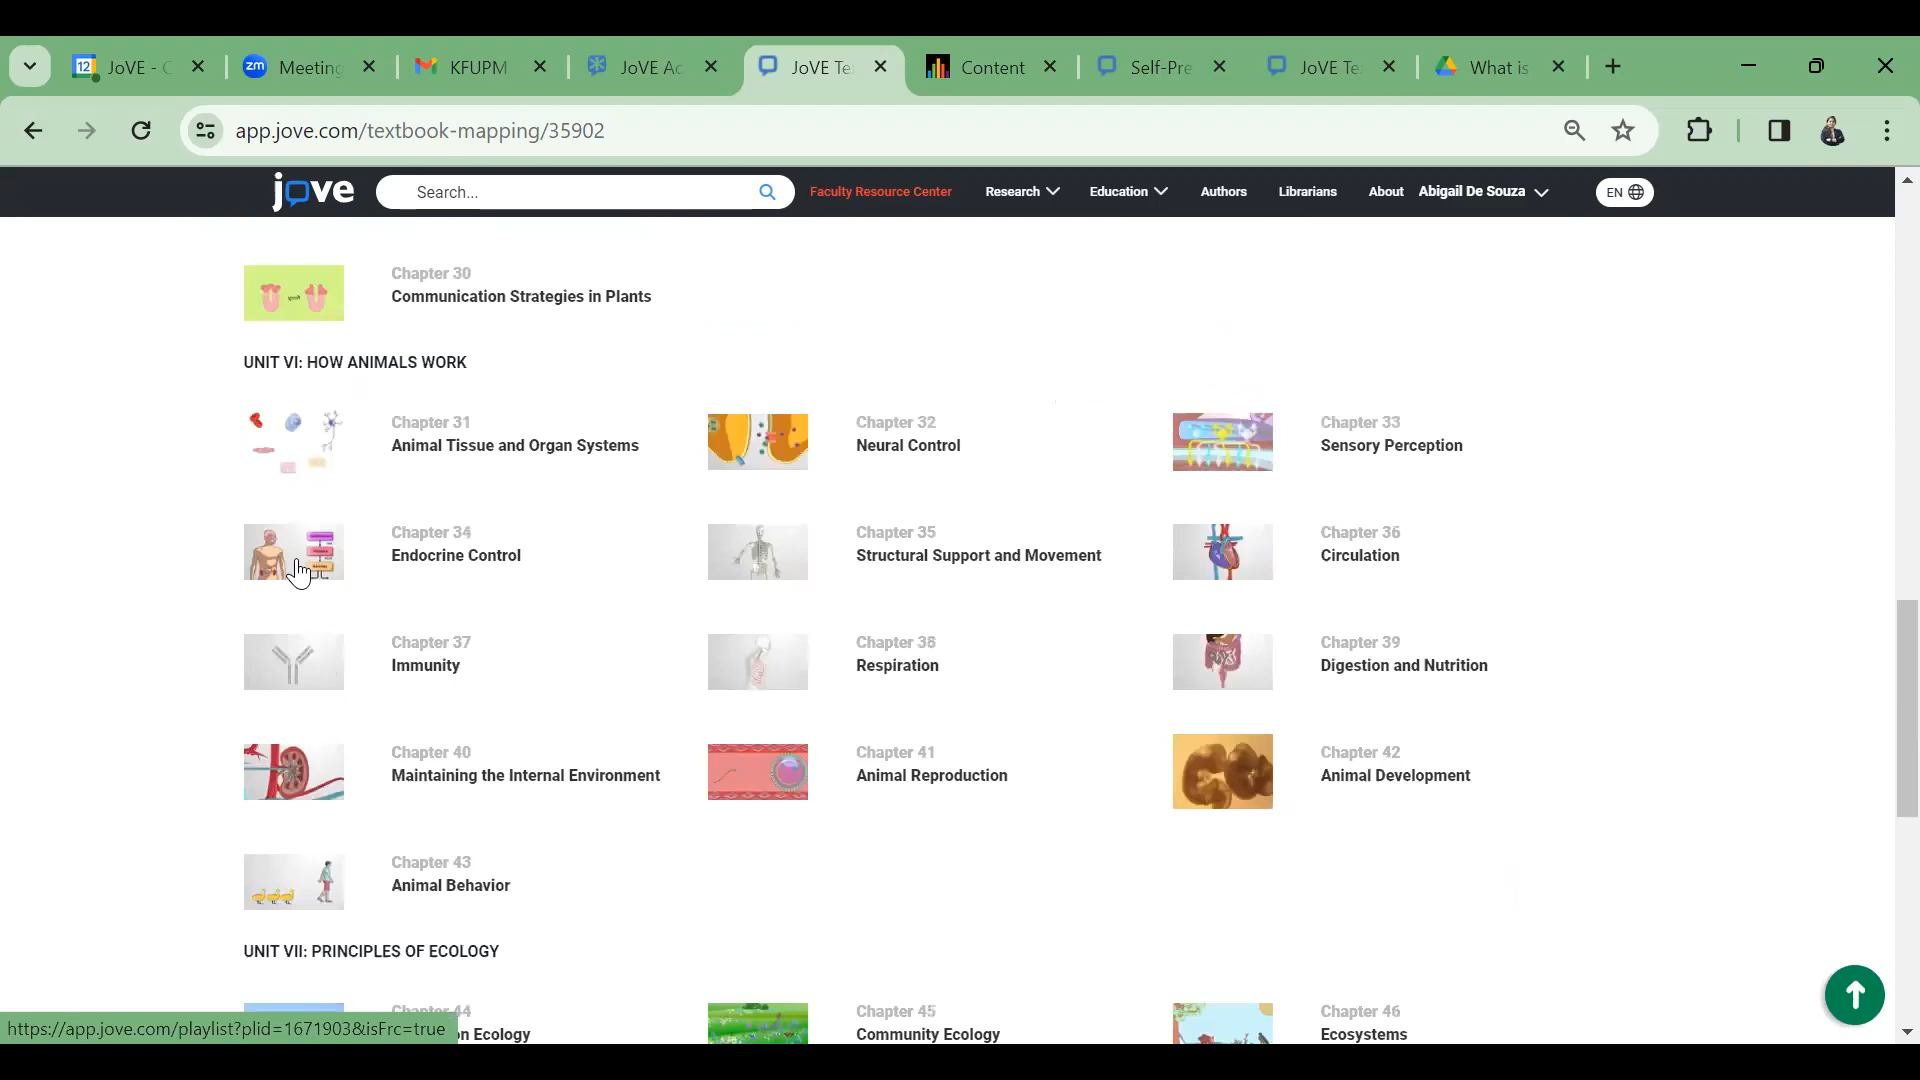 12 JoVE - C
zm Meeting
KFUPM
JoVE Ac
JoVE Te
Content
Self-Pre
JoVE Te
What is
app.jove.com/textbook-mapping/35902
jove
Search...
Faculty Resource Center
Research
Education
Authors
Librarians
About
Abigail De Souza
EN
Chapter 30
Communication Strategies in Plants
UNIT VI: HOW ANIMALS WORK
Chapter 31
Animal Tissue and Organ Systems
Chapter 32
Neural Control
Chapter 33
Sensory Perception
Chapter 34
Endocrine Control
Chapter 35
Structural Support and Movement
Chapter 36
Circulation
Chapter 37
Immunity
Chapter 38
Respiration
Chapter 39
Digestion and Nutrition
Chapter 40
Maintaining the Internal Environment
Chapter 41
Animal Reproduction
Chapter 42
Animal Development
Chapter 43
Animal Behavior
UNIT VII: PRINCIPLES OF ECOLOGY
Chapter 44
on Ecology
Chapter 45
Community Ecology
Chapter 46
Ecosystems
https://app.jove.com/playlist?plid=1671903&isFrc=true